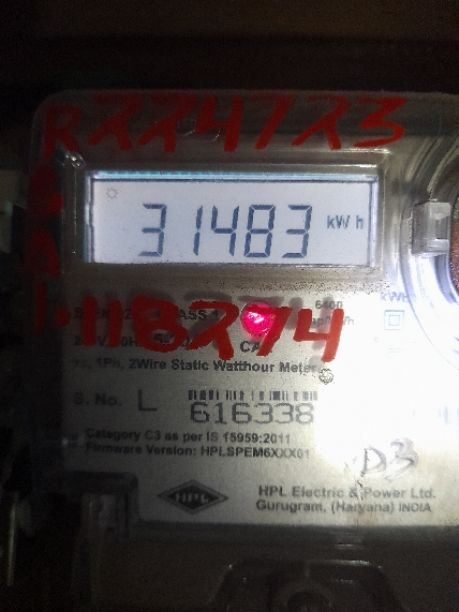 R224723
31483 kWh
118274
1Ph, 2Wire Static Watthour Meter
S. No. L 616338
Category C3 as per IS 15959:2011
Firmware Version: HPLSPEM6XXX01
D3
HPL
HPL Electric & Power Ltd.
Gurugram, (Haryana) INDIA